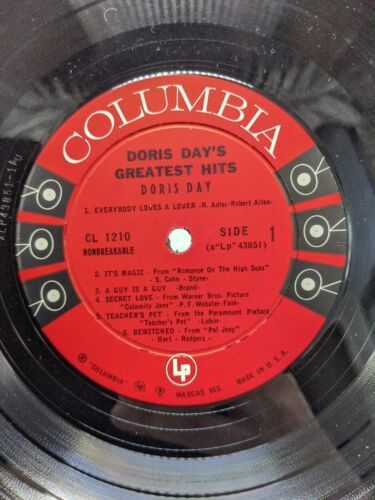 COLUMBIA
DORIS DAY'S
GREATEST HITS
DORIS DAY
1. EVERYBODY LOVES A LOVER -R. Adler-Robert Allen-
CL 1210
NONBREAKABLE
SIDE 1
(x"Lp" 43851)
2. IT'S MAGIC - From "Romance On The High Seas"
- S. Cahn - Styne-
3. A GUY IS A GUY -Brand-
4. SECRET LOVE - From Warner Bros. Picture
"Calamity Jane" - P. F. Webster-Fain-
5. TEACHER'S PET - From the Paramount Picture
"Teacher's Pet" -Lubin-
6. BEWITCHED - From "Pal Joey"
- Hart - Rodgers -
® "COLUMBIA" Lp MARCAS REG. MADE IN U.S.A.
Lp